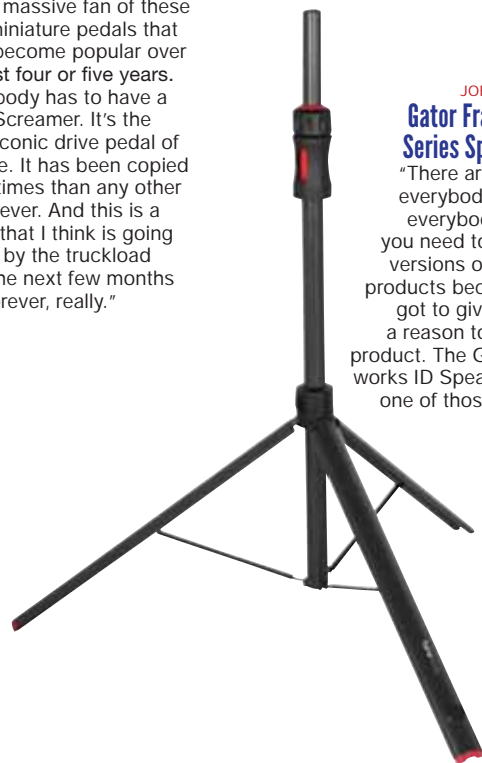 massive fan of these
miniature pedals that
become popular over
st four or five years.
body has to have a
Screamer. It's the
conic drive pedal of
e. It has been copied
times than any other
ever. And this is a
that I think is going
by the truckload
he next few months
rever, really."
JO
Gator Fra
Series Sp
"There ar
everybod
everybo
you need to
versions o
products bec
got to giv
a reason to
product. The G
works ID Spea
one of thos